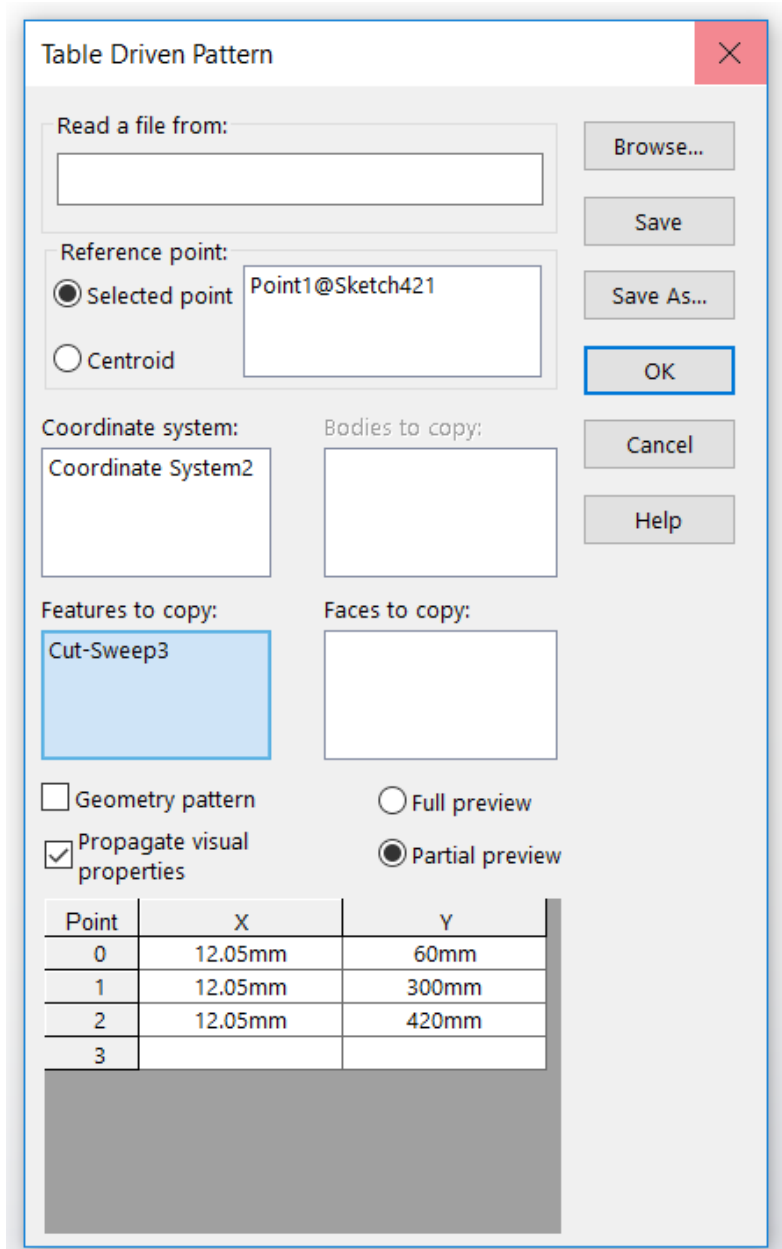 Table Driven Pattern
Read a file from:
Browse...
Save
Reference point:
Selected point
Point1@Sketch421
Save As...
Centroid
OK
Coordinate system:
Bodies to copy:
Cancel
Coordinate System2
Help
Features to copy:
Faces to copy:
Cut-Sweep3
Geometry pattern
Full preview
Propagate visual
properties
Partial preview
Point X Y
0 12.05mm 60mm
1 12.05mm 300mm
2 12.05mm 420mm
3